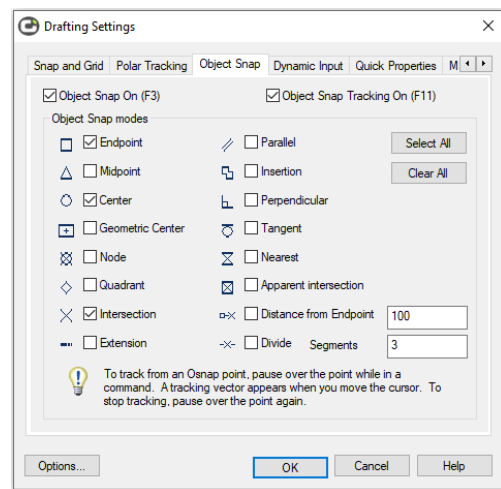 Drafting Settings
Snap and Grid Polar Tracking Object Snap Dynamic Input Quick Properties M
Object Snap On (F3) Object Snap Tracking On (F11)
Object Snap modes
Endpoint Parallel Select All
Midpoint Insertion Clear All
Center Perpendicular
Geometric Center Tangent
Node Nearest
Quadrant Apparent intersection
Intersection Distance from Endpoint 100
Extension Divide Segments 3
To track from an Osnap point, pause over the point while in a
command. A tracking vector appears when you move the cursor. To
stop tracking, pause over the point again.
Options... OK Cancel Help